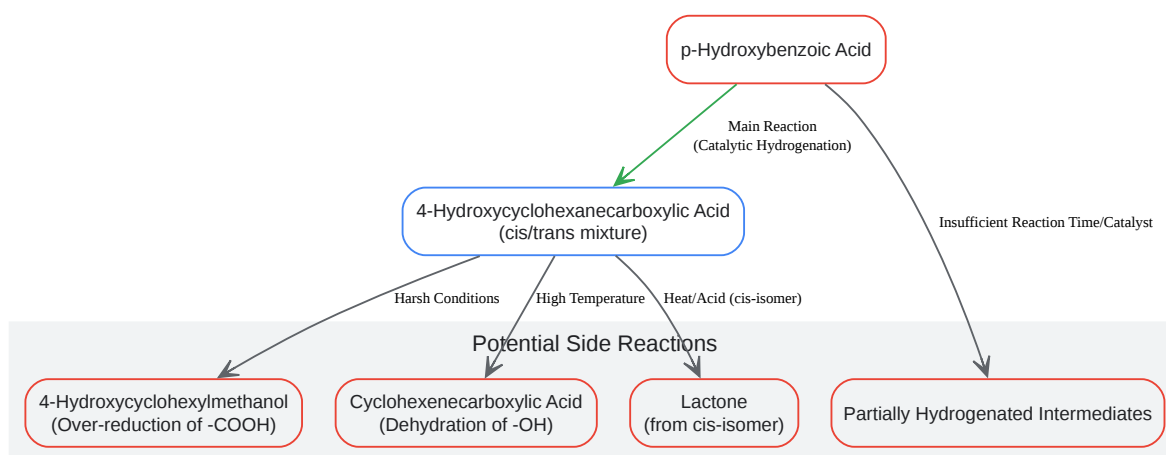 p-Hydroxybenzoic Acid
Main Reaction
(Catalytic Hydrogenation)
4-Hydroxycyclohexanecarboxylic Acid
(cis/trans mixture)
Insufficient Reaction Time/Catalyst
Harsh Conditions
High Temperature
Heat/Acid (cis-isomer)
Potential Side Reactions
4-Hydroxycyclohexylmethanol
(Over-reduction of -COOH)
Cyclohexenecarboxylic Acid
(Dehydration of -OH)
Lactone
(from cis-isomer)
Partially Hydrogenated Intermediates